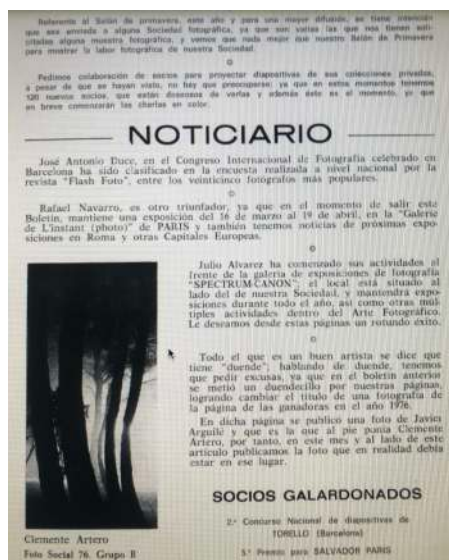 Referente al Salón de primavera, este año y para una mayor difusión, se tiene intención
que sea enviada a alguna Sociedad fotográfica, ya que son varias las que nos tienen soli-
citadas alguna muestra fotográfica, y vemos que nada mejor que nuestro Salón de Primavera
para mostrar la labor fotográfica de nuestra Sociedad.
o
Pedimos colaboración de socios para proyectar diapositivas de sus colecciones privadas,
a pesar de que se hayan visto, no hay que preocuparse; ya que en estos momentos tenemos
120 nuevos socios, que están deseosos de verlas y además éste es el momento, ya que
en breve comenzarán las charlas en color.
NOTICIARIO
José Antonio Duce, en el Congreso Internacional de Fotografía celebrado en
Barcelona ha sido clasificado en la encuesta realizada a nivel nacional por la
revista "Flash Foto", entre los veinticinco fotógrafos más populares.
o
Rafael Navarro, es otro triunfador, ya que en el momento de salir este
Boletín, mantiene una exposición del 16 de marzo al 19 de abril, en la "Galerie
de L'instant (photo)" de PARIS y también tenemos noticias de próximas expo-
siciones en Roma y otras Capitales Europeas.
o
Julio Alvarez ha comenzado sus actividades al
frente de la galería de exposiciones de fotografía
"SPECTRUM-CANON"; el local está situado al
lado del de nuestra Sociedad, y mantendrá expo-
siciones durante todo el año, así como otras múl-
tiples actividades dentro del Arte Fotográfico.
Le deseamos desde estas páginas un rotundo éxito.
o
Todo el que es un buen artista se dice que
tiene "duende"; hablando de duende, tenemos
que pedir excusas, ya que en el boletín anterior
se metió un duendecillo por nuestras páginas,
logrando cambiar el título de una fotografía de
la página de las ganadoras en el año 1976.
En dicha página se publico una foto de Javier
Arguile y que es la que al pie ponía Clemente
Artero, por tanto, en este mes y al lado de este
artículo publicamos la foto que en realidad debía
estar en ese lugar.
Clemente Artero
Foto Social 76. Grupo B
SOCIOS GALARDONADOS
2.º Concurso Nacional de diapositivas de
TORELLO (Barcelona)
5.º Premio para SALVADOR PARIS